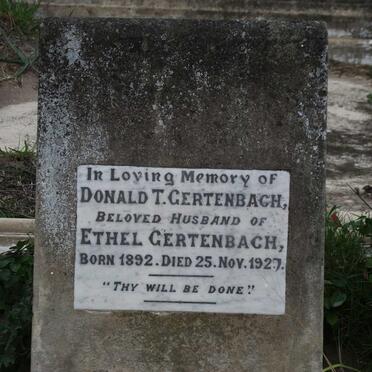 In Loving Memory of
Donald T. Gertenbach,
Beloved Husband of
Ethel Gertenbach,
Born 1892. Died 25. Nov. 1927.
"Thy will be done."